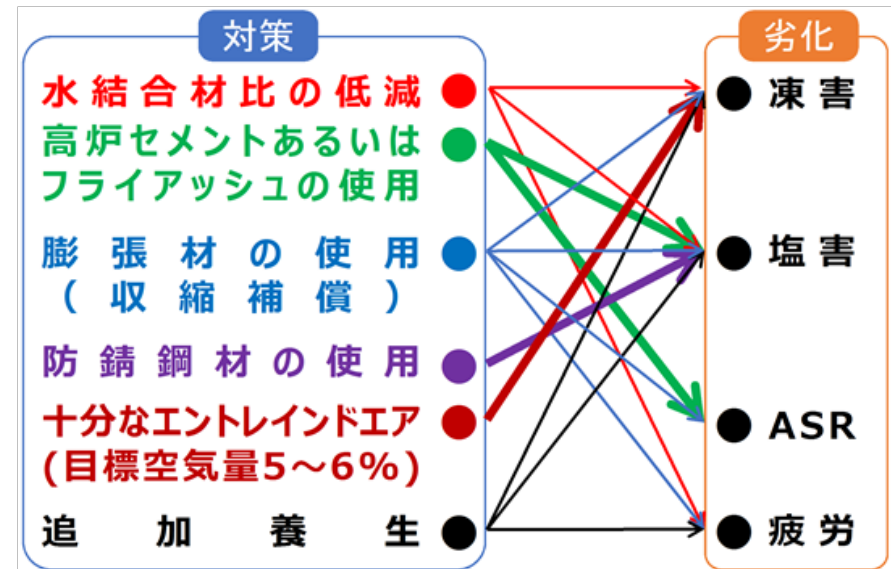 対策
水結合材比の低減
高炉セメントあるいは
フライアッシュの使用
膨張材の使用
(収縮補償)
防錆鋼材の使用
十分なエントレインドエア
(目標空気量5～6%)
追加養生
劣化
凍害
塩害
ASR
疲労